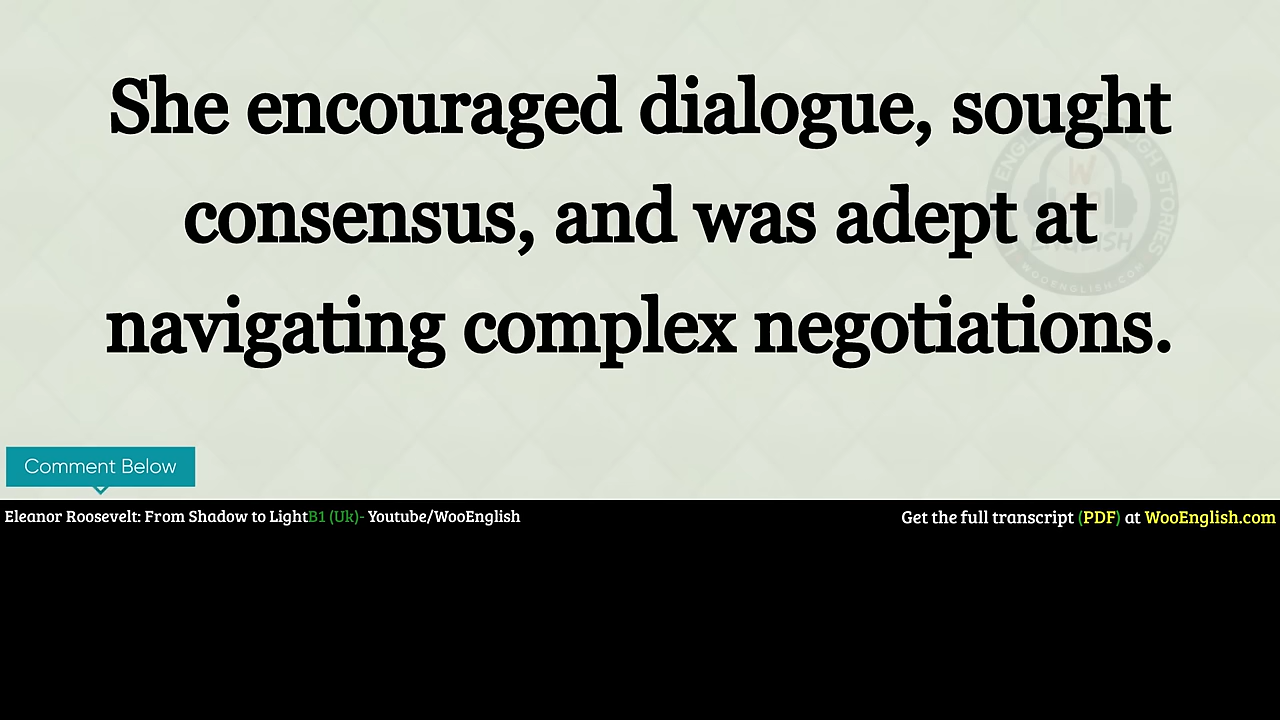 She encouraged dialogue, sought
consensus, and was adept at
navigating complex negotiations.
Comment Below
Eleanor Roosevelt: From Shadow to LightB1 (Uk)- Youtube/WooEnglish
Get the full transcript (PDF) at WooEnglish.com